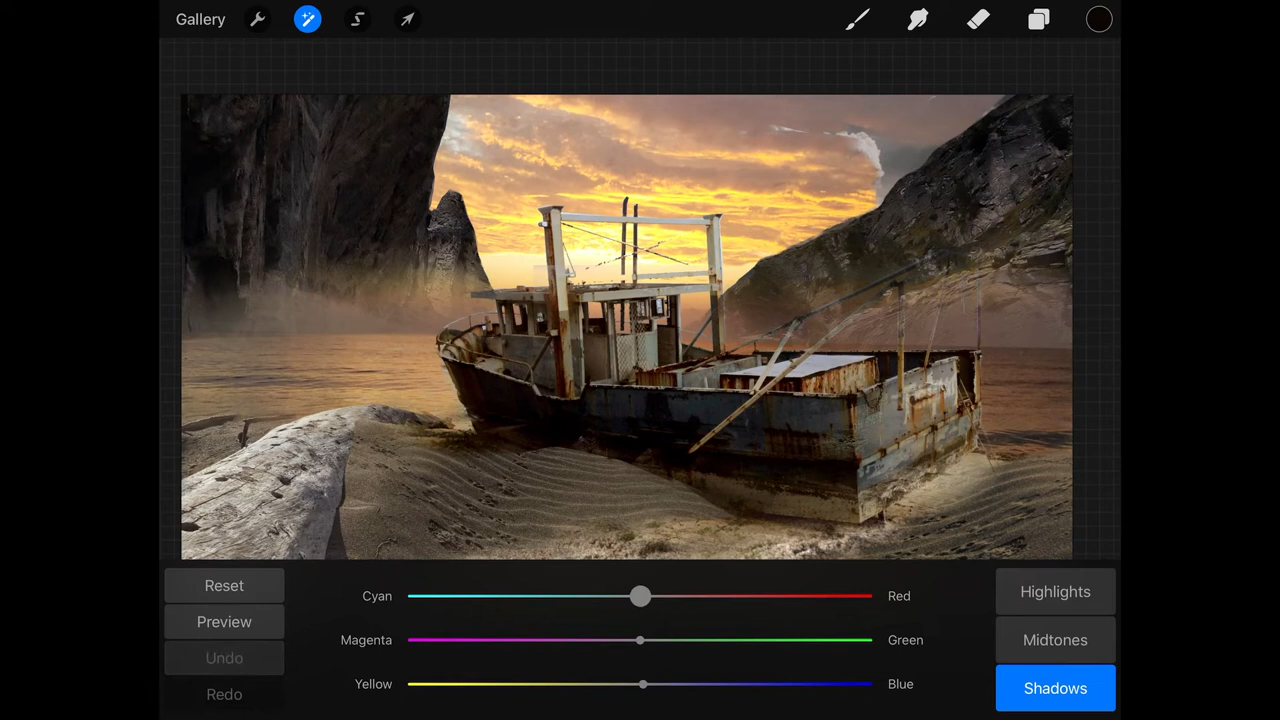 Gallery
Reset
Preview
Undo
Redo
Cyan
Red
Magenta
Green
Yellow
Blue
Highlights
Midtones
Shadows